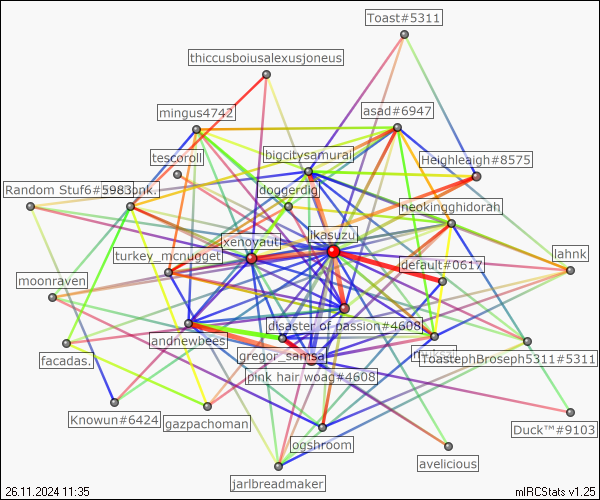 Toast#5311
thiccusboiusalexusjoneus
mingus4742
asad#6947
tescoroll
bigcitysamurai
Heighleaigh#8575
Random Stuf6#5983
onk.
doggerdig
neokingghidorah
ikasuzu
xenoyaut
turkey_mcnugget
lahnk
default#0617
moonraven
disaster of passion#4608
andnewbees
gregor_samsa
ToastephBroseph5311#5311
facadas.
pink hair woag#4608
Knowun#6424
gazpachoman
Duck™#9103
ogshroom
avelicious
jarlbreadmaker
26.11.2024 11:35
mIRCStats v1.25